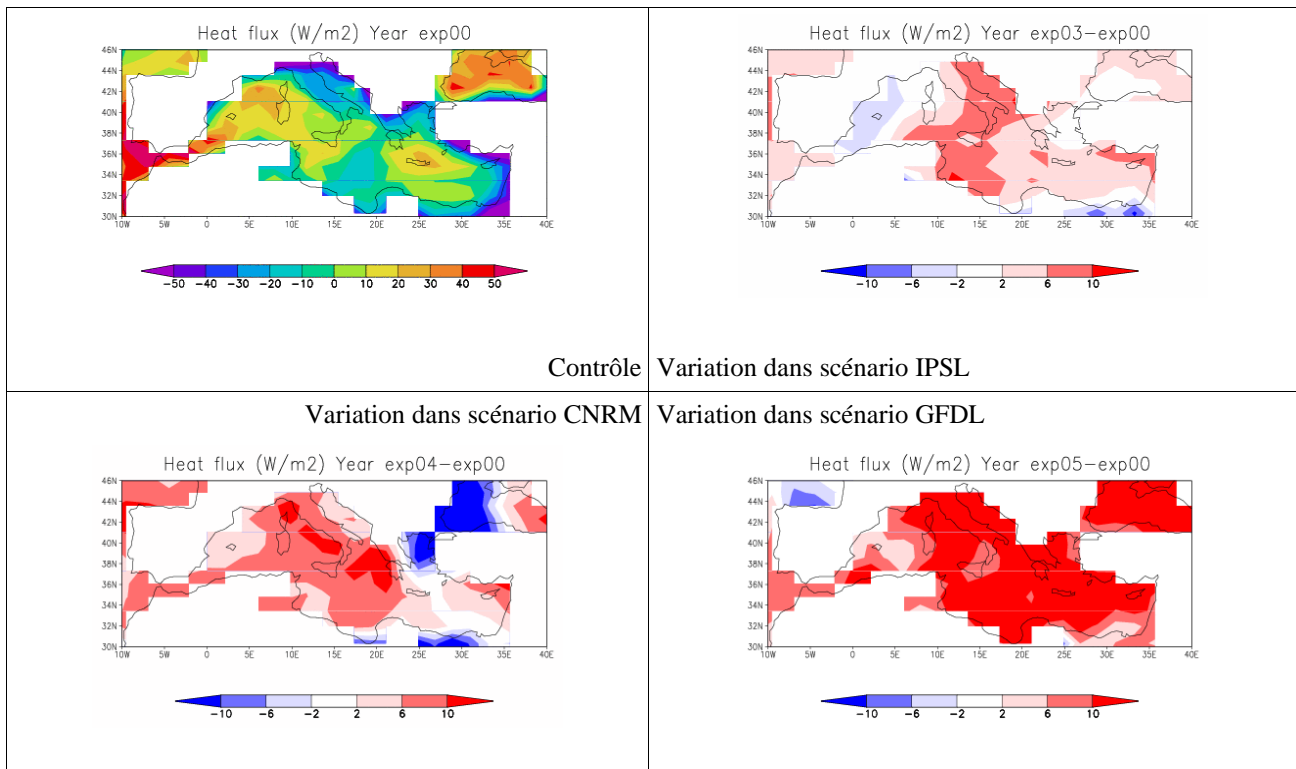 Heat flux (W/m2) Year exp00
46N
44N
42N
40N
38N
36N
34N
32N
30N
10W 5W 0 5E 10E 15E 20E 25E 30E 35E 40E
-50 -40 -30 -20 -10 0 10 20 30 40 50
Contrôle
Heat flux (W/m2) Year exp03-exp00
46N
44N
42N
40N
38N
36N
34N
32N
30N
10W 5W 0 5E 10E 15E 20E 25E 30E 35E 40E
-10 -6 -2 2 6 10
Variation dans scénario IPSL
Variation dans scénario CNRM
Heat flux (W/m2) Year exp04-exp00
46N
44N
42N
40N
38N
36N
34N
32N
30N
10W 5W 0 5E 10E 15E 20E 25E 30E 35E 40E
-10 -6 -2 2 6 10
Variation dans scénario GFDL
Heat flux (W/m2) Year exp05-exp00
46N
44N
42N
40N
38N
36N
34N
32N
30N
10W 5W 0 5E 10E 15E 20E 25E 30E 35E 40E
-10 -6 -2 2 6 10